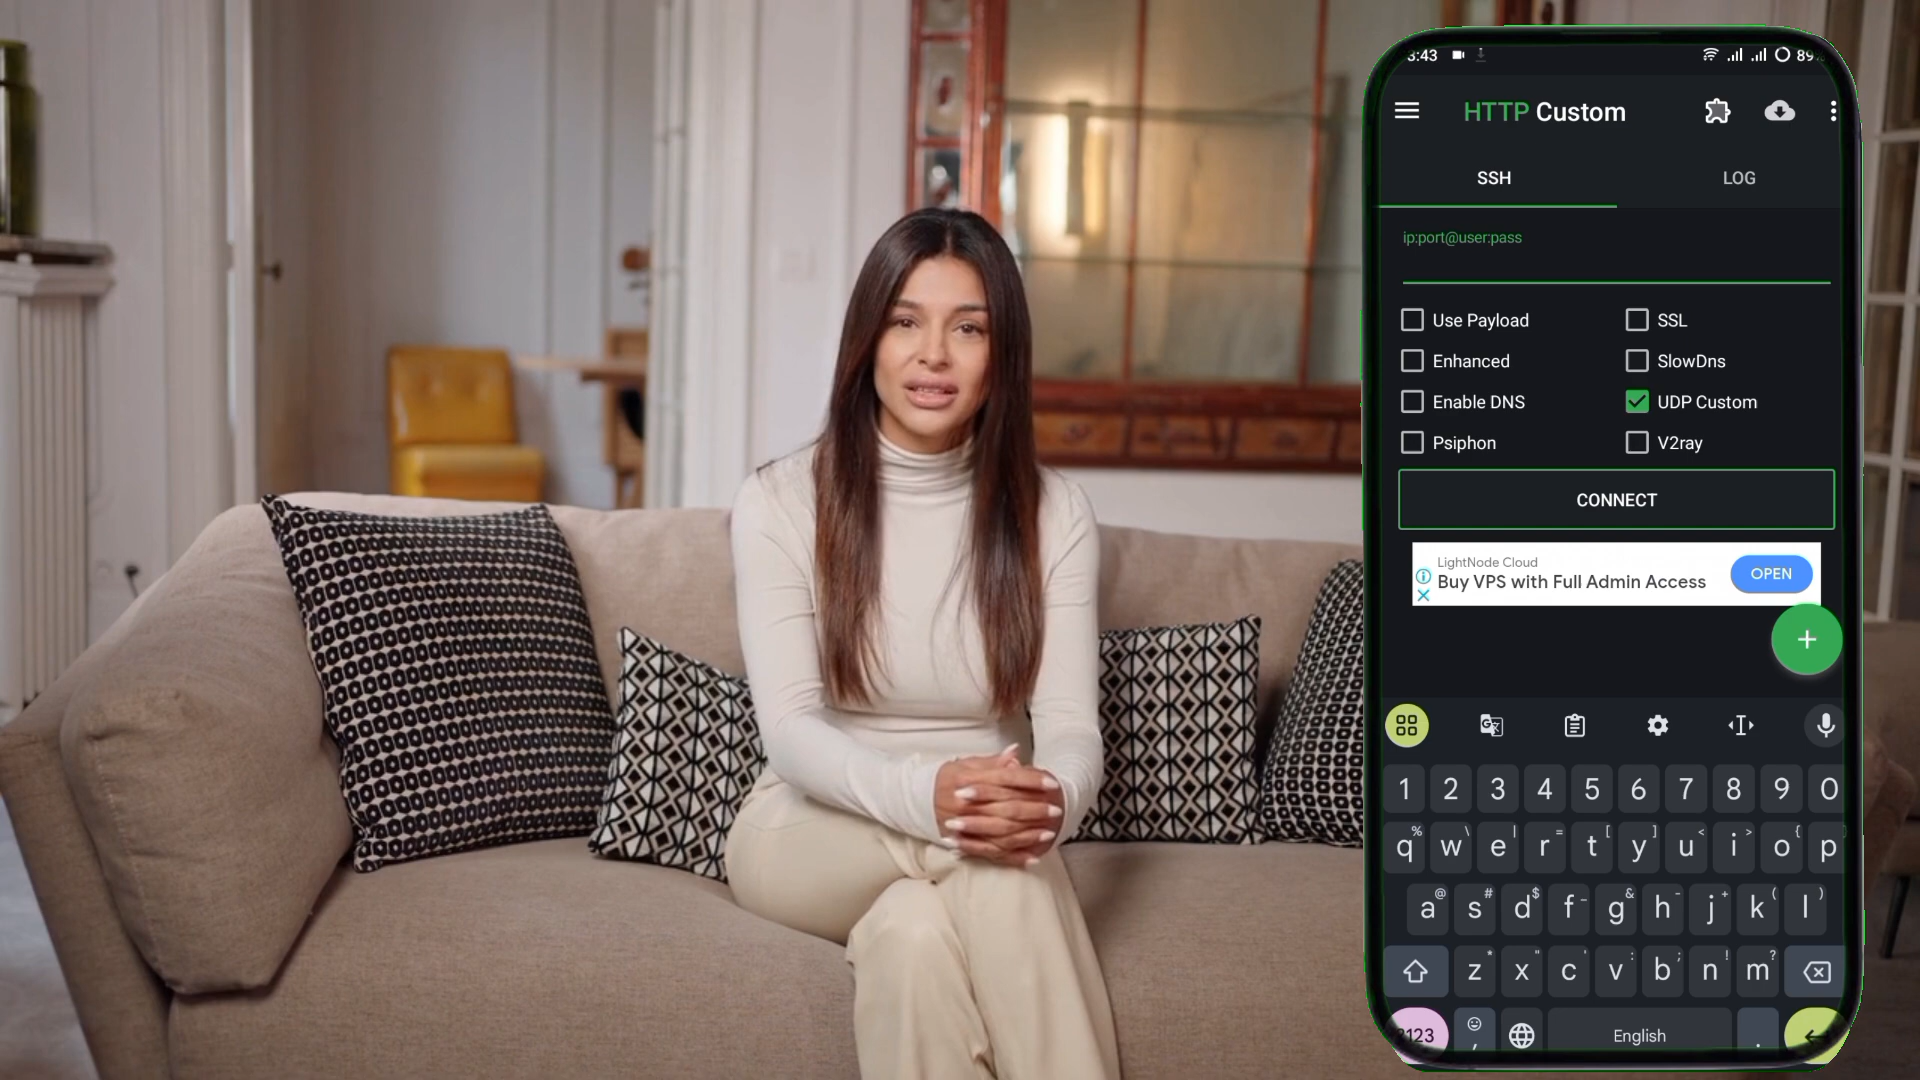 3:43
89
HTTP Custom
SSH LOG
ip:port@user:pass
Use Payload SSL
Enhanced SlowDns
Enable DNS UDP Custom
Psiphon V2ray
CONNECT
LightNode Cloud
Buy VPS with Full Admin Access
OPEN
+
1 2 3 4 5 6 7 8 9 0
% \ | = [ ] < > {
q w e r t y u i o p
@ # $ - & - + ( )
a s d f g h j k l
* " ' : ; ! ?
z x c v b n m
?123 , English .